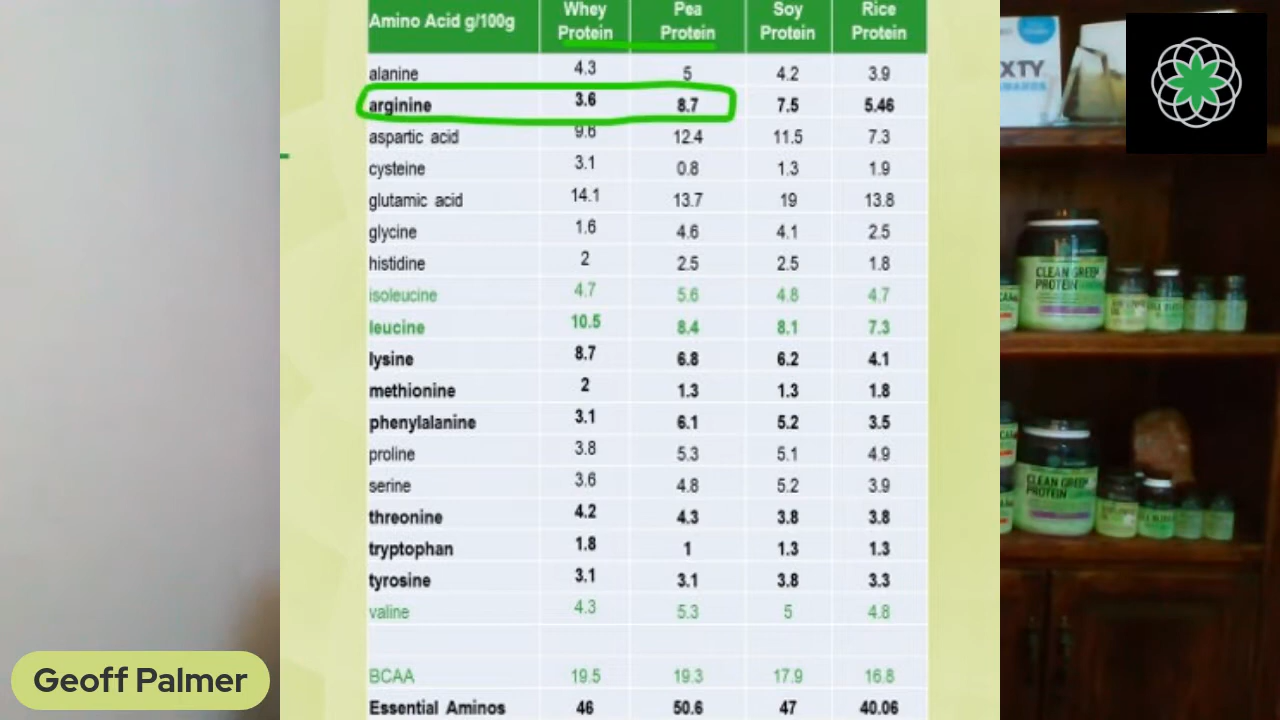 Amino Acid g/100g Whey Protein Pea Protein Soy Protein Rice Protein
alanine 4.3 5 4.2 3.9
arginine 3.6 8.7 7.5 5.46
aspartic acid 9.6 12.4 11.5 7.3
cysteine 3.1 0.8 1.3 1.9
glutamic acid 14.1 13.7 19 13.8
glycine 1.6 4.6 4.1 2.5
histidine 2 2.5 2.5 1.8
isoleucine 4.7 5.6 4.8 4.7
leucine 10.5 8.4 8.1 7.3
lysine 8.7 6.8 6.2 4.1
methionine 2 1.3 1.3 1.8
phenylalanine 3.1 6.1 5.2 3.5
proline 3.8 5.3 5.1 4.9
serine 3.6 4.8 5.2 3.9
threonine 4.2 4.3 3.8 3.8
tryptophan 1.8 1 1.3 1.3
tyrosine 3.1 3.1 3.8 3.3
valine 4.3 5.3 5 4.8
BCAA 19.5 19.3 17.9 16.8
Essential Aminos 46 50.6 47 40.06
XTY
CLEAN GREEN
PROTEIN
CLEAN GREEN
PROTEIN
Geoff Palmer